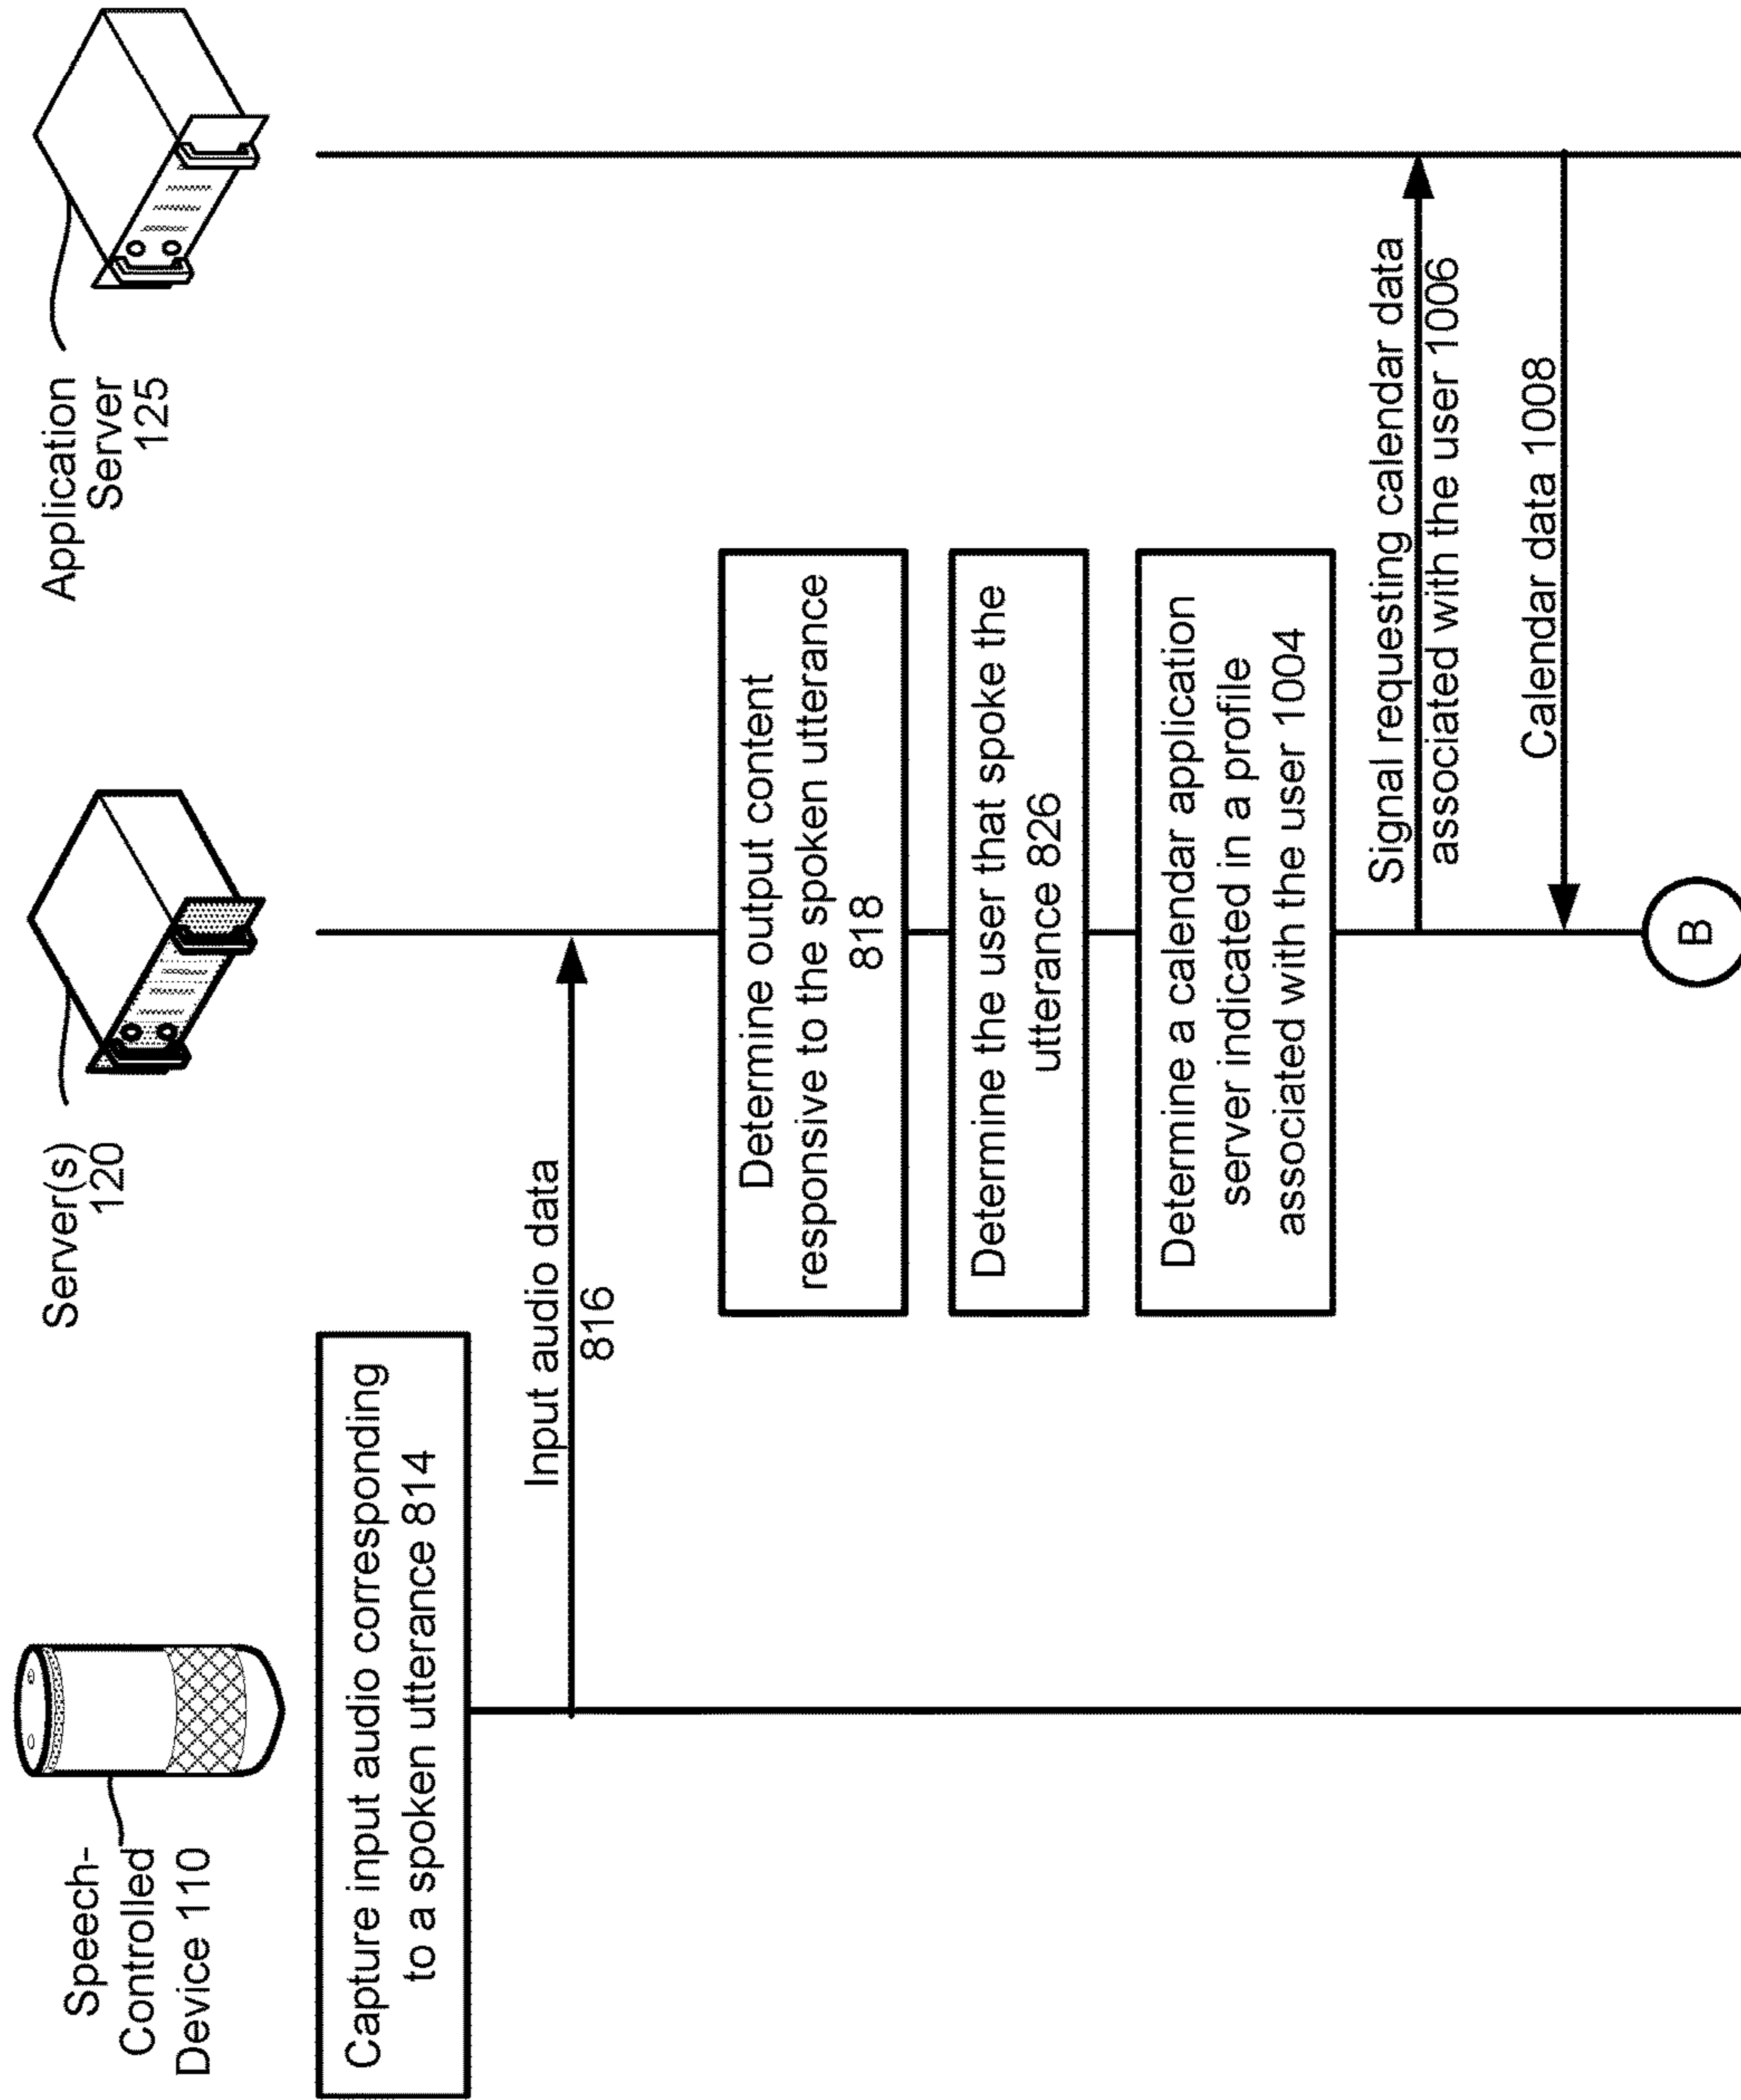 Speech-
Controlled
Device 110
Server(s)
120
Application
Server
125
Capture input audio corresponding
to a spoken utterance 814
Input audio data
816
Determine output content
responsive to the spoken utterance
818
Determine the user that spoke the
utterance 826
Determine a calendar application
server indicated in a profile
associated with the user 1004
Signal requesting calendar data
associated with the user 1006
Calendar data 1008
B